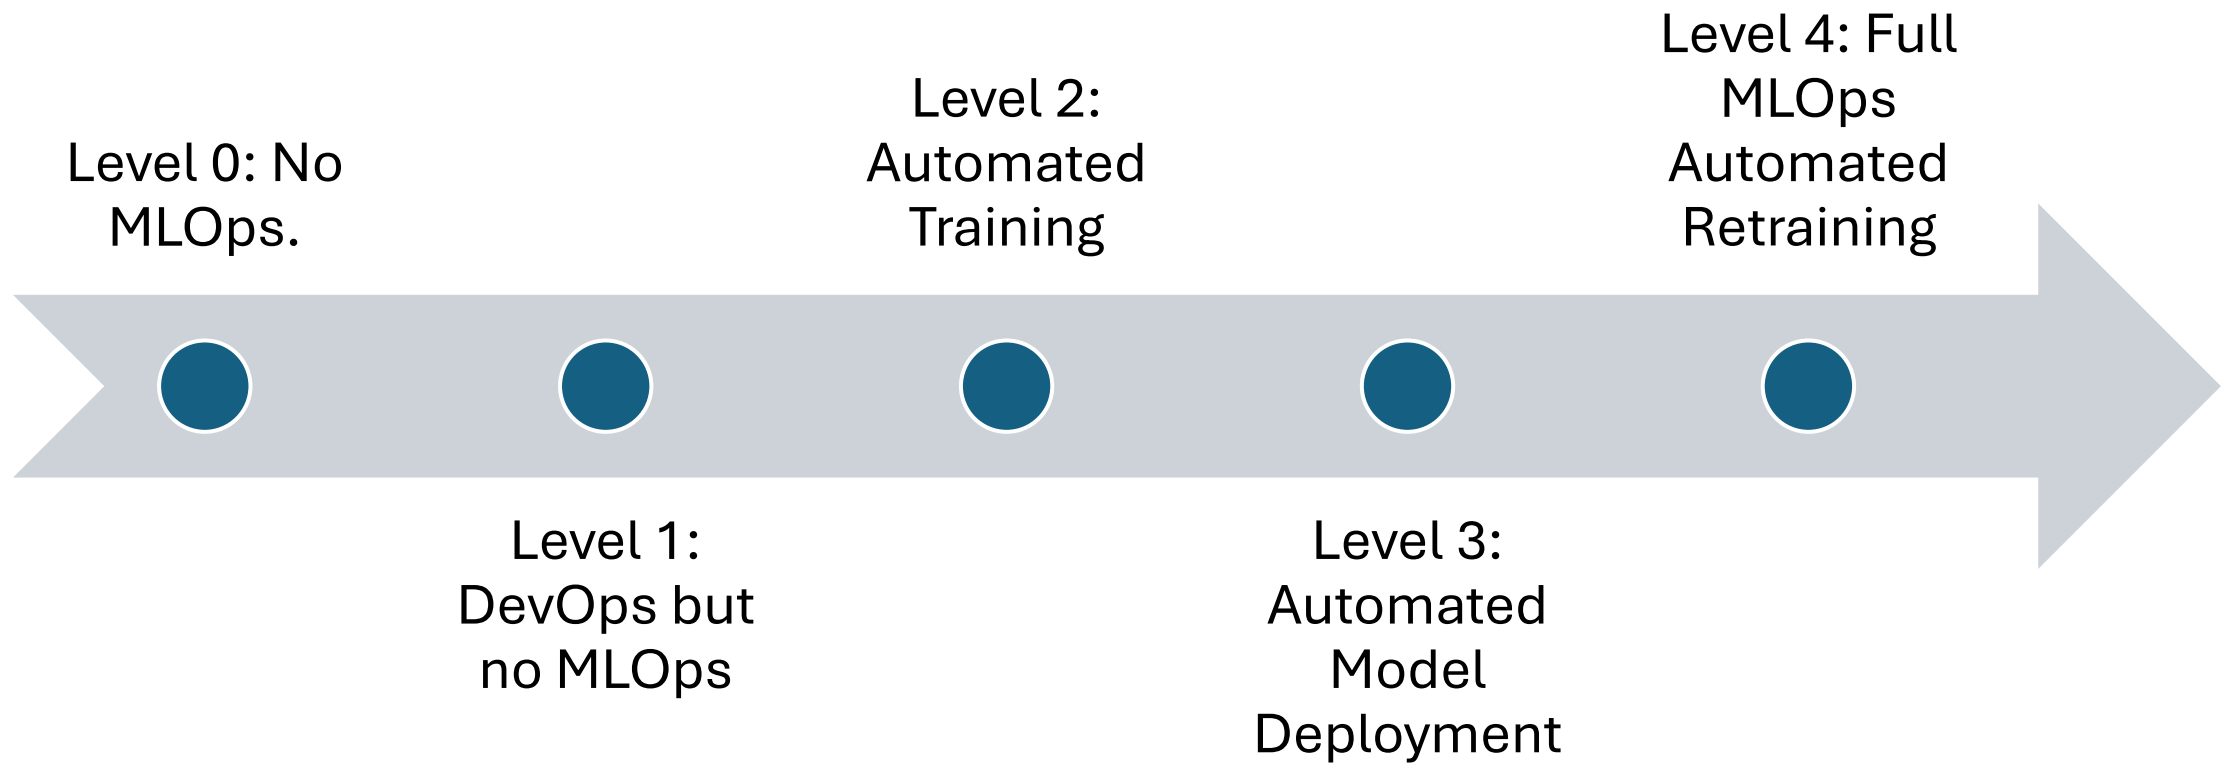 Level 0: No
MLOps.
Level 1:
DevOps but
no MLOps
Level 2:
Automated
Training
Level 3:
Automated
Model
Deployment
Level 4: Full
MLOps
Automated
Retraining